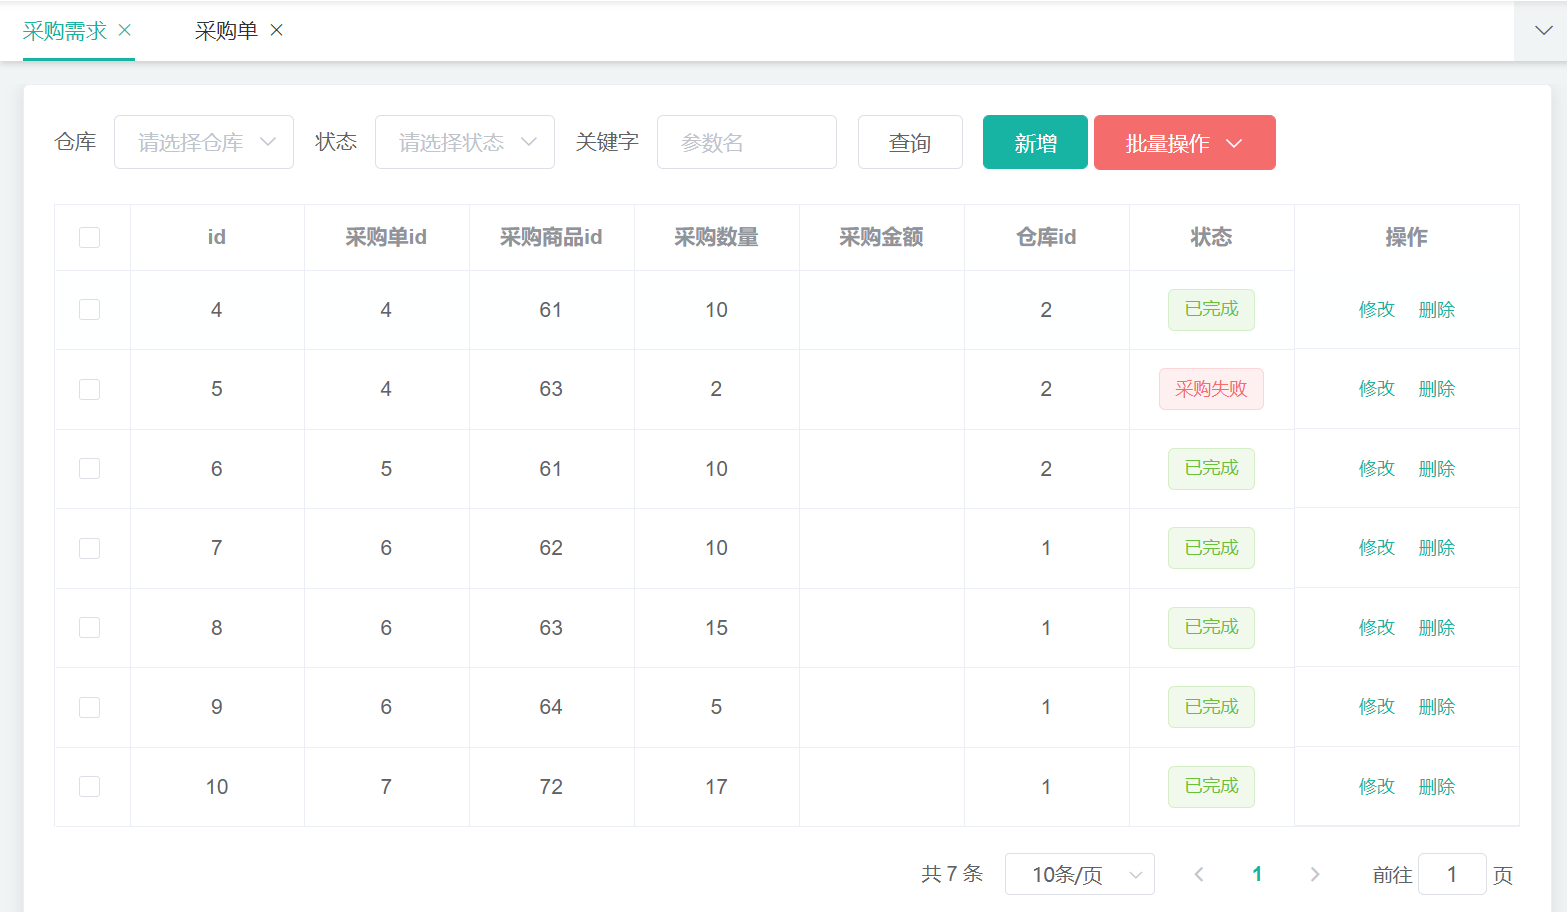 采购需求 × 采购单 ×
仓库 请选择仓库 状态 请选择状态 关键字 参数名 查询 新增 批量操作
id 采购单id 采购商品id 采购数量 采购金额 仓库id 状态 操作
4 4 61 10 2 已完成 修改 删除
5 4 63 2 2 采购失败 修改 删除
6 5 61 10 2 已完成 修改 删除
7 6 62 10 1 已完成 修改 删除
8 6 63 15 1 已完成 修改 删除
9 6 64 5 1 已完成 修改 删除
10 7 72 17 1 已完成 修改 删除
共 7 条 10条/页 1 前往 1 页